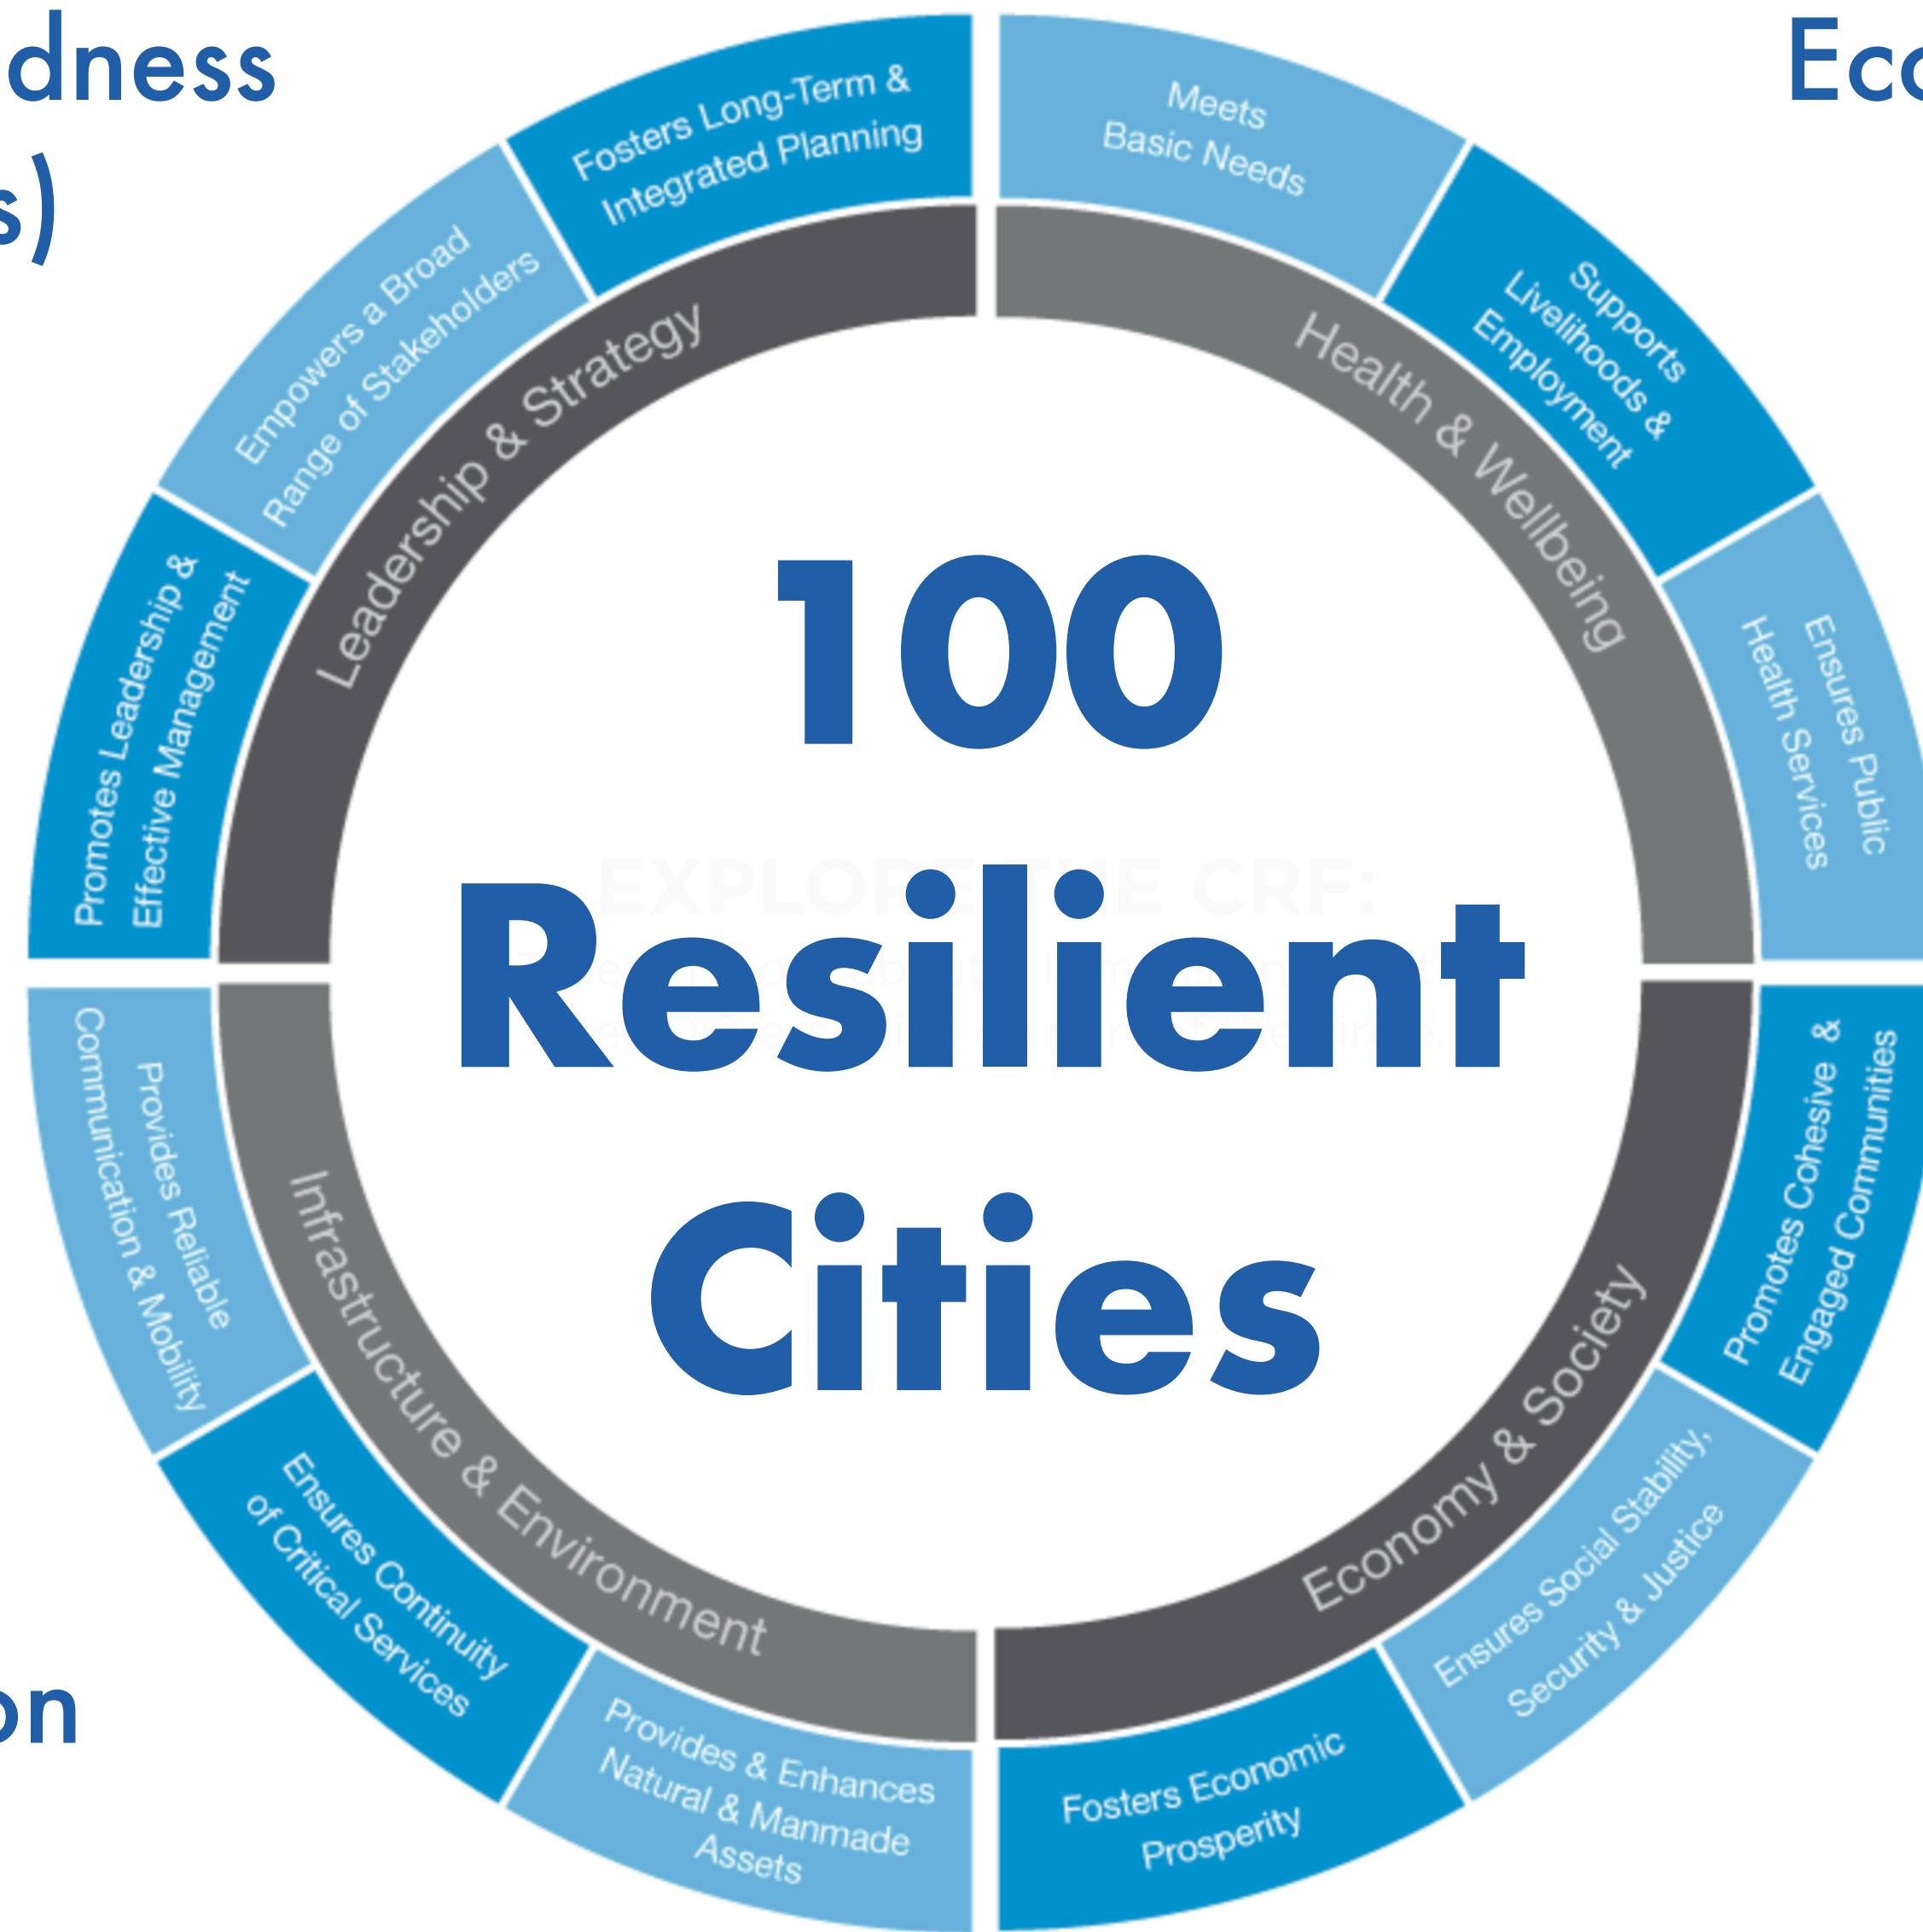 dness
s)
Eco
on
Fosters Long-Term &
Integrated Planning
Meets
Basic Needs
Supports
Livelihoods &
Employment
Ensures Public
Health Services
Promotes Cohesive &
Engaged Communities
Ensures Social Stability,
Security & Justice
Fosters Economic
Prosperity
Provides & Enhances
Natural & Manmade
Assets
Ensures Continuity
of Critical Services
Provides Reliable
Communication & Mobility
Promotes Leadership &
Effective Management
Empowers a Broad
Range of Stakeholders
Leadership & Strategy
Health & Wellbeing
Economy & Society
Infrastructure & Environment
100
Resilient
Cities
EXPLORE THE CRF: